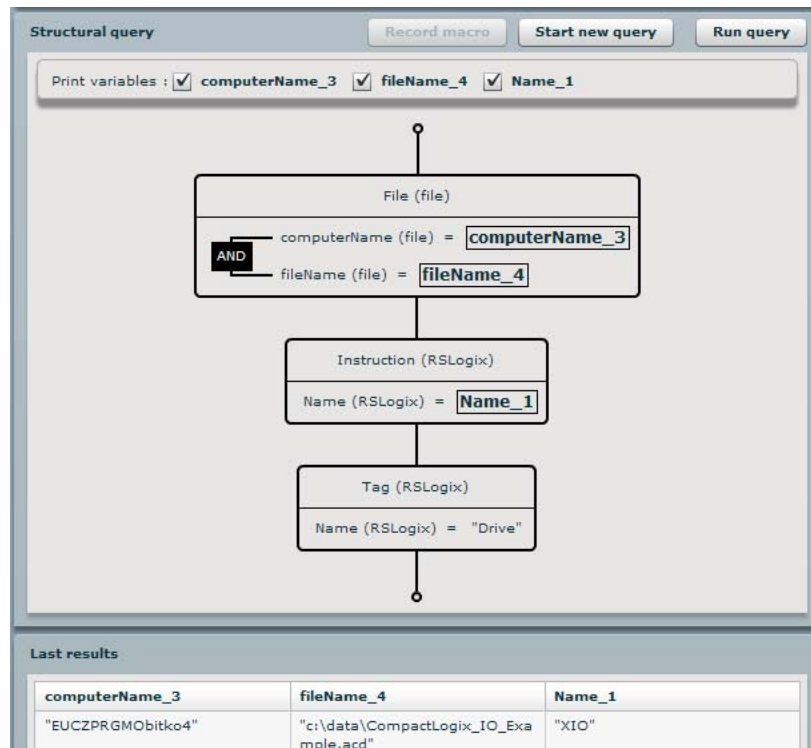 Structural query Record macro Start new query Run query
Print variables : computerName_3 fileName_4 Name_1
File (file)
AND
computerName (file) = computerName_3
fileName (file) = fileName_4
Instruction (RSLogix)
Name (RSLogix) = Name_1
Tag (RSLogix)
Name (RSLogix) = "Drive"
Last results
computerName_3 fileName_4 Name_1
"EUCZPRGMObitko4" "c:\data\CompactLogix_IO_Exa "XIO"
mple.acd"